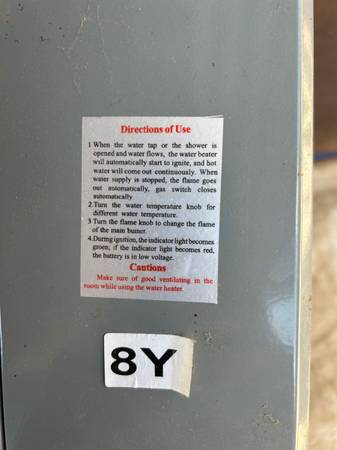 Directions of Use
1 When the water tap or the shower is
opened and water flows, the water beater
will automatically start to ignite, and hot
water will come out continuously. When
water supply is stopped, the flame goes
out automatically, gas switch closes
automatically
2.Turn the water temperature knob for
different water temperature.
3 Turn the flame knob to change the flame
of the main bumer.
4.During ignition, the indicator light becomes
green; if the indicator light becomes red,
the battery is in low voltage.
Cautions
Make sure of good ventilating in the
room while using the water heater.
8Y